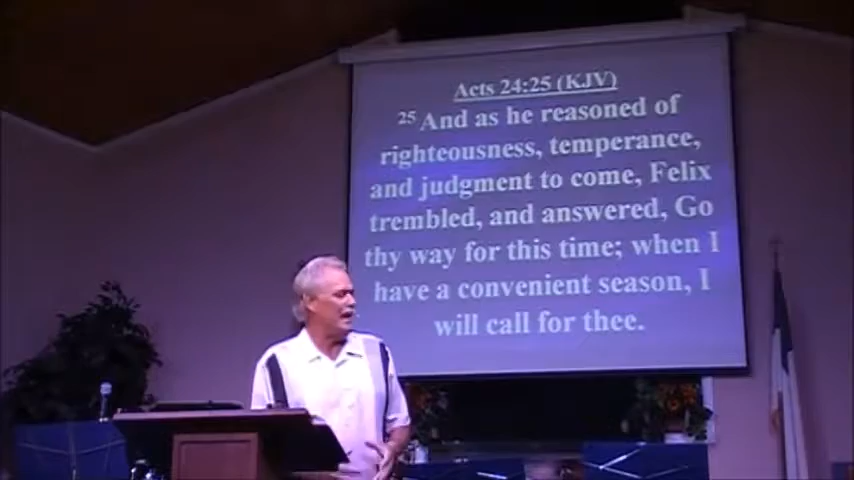 Acts 24:25 (KJV)
25 And as he reasoned of
righteousness, temperance,
and judgment to come, Felix
trembled, and answered, Go
thy way for this time; when I
have a convenient season, I
will call for thee.